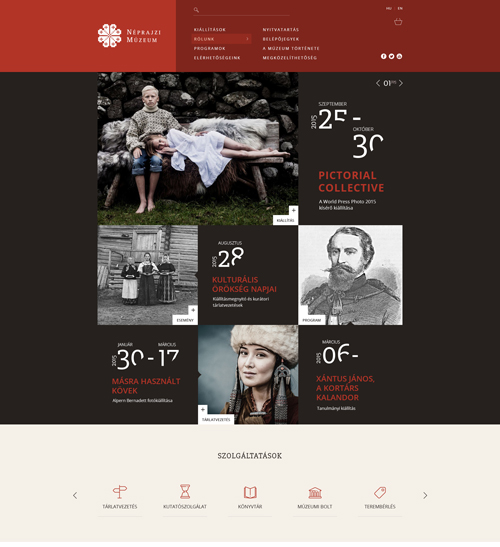 NÉPRAJZI
MÚZEUM
HU EN
KIÁLLÍTÁSOK
RÓLUNK
PROGRAMOK
ELÉRHETŐSÉGEINK
NYITVATARTÁS
BELÉPŐJEGYEK
A MÚZEUM TÖRTÉNETE
MEGKÖZELÍTHETŐSÉG
01
SZEPTEMBER
2015 25-
OKTÓBER
30
PICTORIAL
COLLECTIVE
A World Press Photo 2015
kísérő kiállítása
KIÁLLÍTÁS
AUGUSZTUS
2015 28
KULTURÁLIS
ÖRÖKSÉG NAPJAI
Kiállításmegnyitó és kurátori
tárlatvezetések
ESEMÉNY
PROGRAM
JANUÁR MÁRCIUS
2015 30-17
MÁSRA HASZNÁLT
KÖVEK
Alpern Bernadett fotókiállítása
TÁRLATVEZETÉS
MÁRCIUS
2015 06-
XÁNTUS JÁNOS,
A KORTÁRS
KALANDOR
Tanulmányi kiállítás
SZOLGÁLTATÁSOK
TÁRLATVEZETÉS
KUTATÓSZOLGÁLAT
KÖNYVTÁR
MÚZEUMI BOLT
TEREMBÉRLÉS